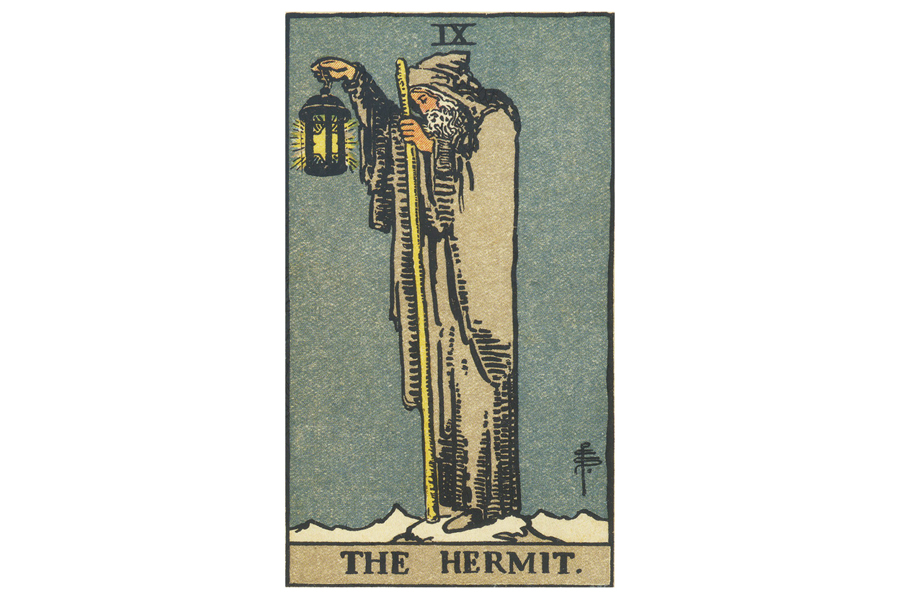 IX
THE HERMIT.